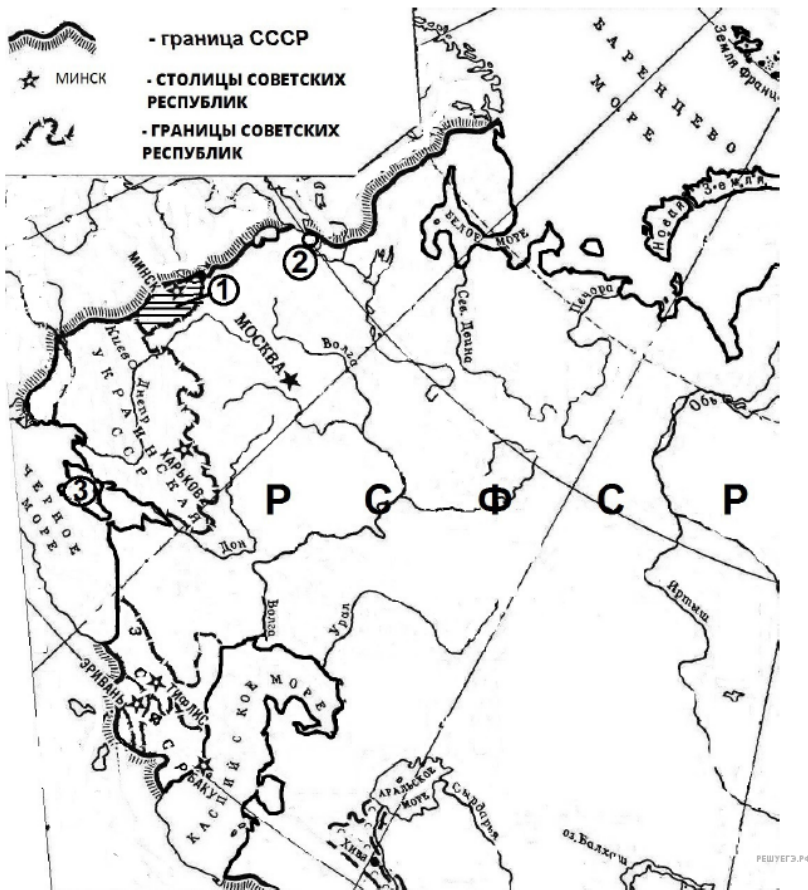 - граница СССР
МИНСК
- СТОЛИЦЫ СОВЕТСКИХ
РЕСПУБЛИК
- ГРАНИЦЫ СОВЕТСКИХ
РЕСПУБЛИК
БАРЕНЦЕВО
МОРЕ
Земля Франц
Новая Земля
БЕЛОЕ МОРЕ
Сев. Двина
Печора
Обь
2
МИНСК
1
МОСКВА
Волга
Киев
Днепр
УКРАИНСКАЯ
ССР
ХАРЬКОВ
3
ЧЕРНОЕ
МОРЕ
Р С Ф С Р
Дон
Волга
Урал
Иртыш
ЗСФСР
ЭРИВАНЬ
ТИФЛИС
БАКУ
КАСПИЙСКОЕ МОРЕ
АРАЛЬСКОЕ
МОРЕ
Сырдарья
Хива
оз. Балхаш
РЕШУЕГЭ.РФ